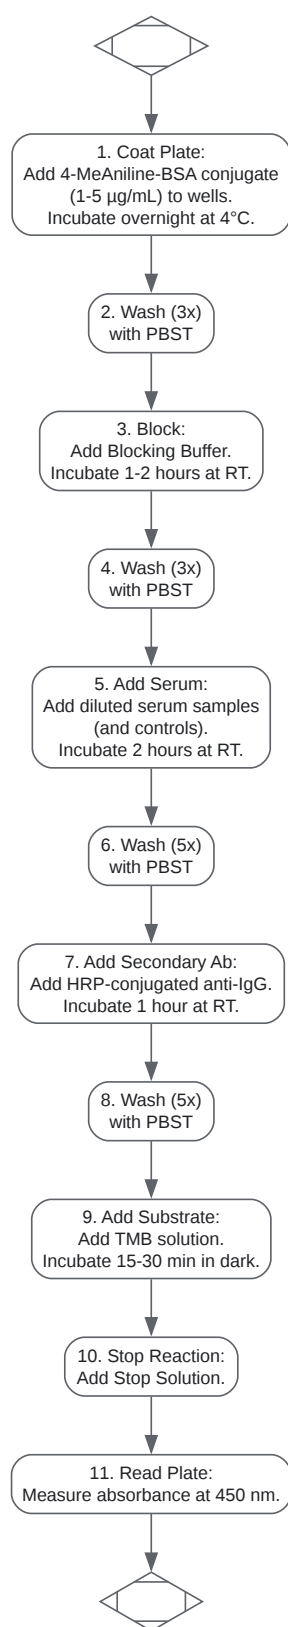 1. Coat Plate:
Add 4-MeAniline-BSA conjugate
(1-5 µg/mL) to wells.
Incubate overnight at 4°C.
2. Wash (3x)
with PBST
3. Block:
Add Blocking Buffer.
Incubate 1-2 hours at RT.
4. Wash (3x)
with PBST
5. Add Serum:
Add diluted serum samples
(and controls).
Incubate 2 hours at RT.
6. Wash (5x)
with PBST
7. Add Secondary Ab:
Add HRP-conjugated anti-IgG.
Incubate 1 hour at RT.
8. Wash (5x)
with PBST
9. Add Substrate:
Add TMB solution.
Incubate 15-30 min in dark.
10. Stop Reaction:
Add Stop Solution.
11. Read Plate:
Measure absorbance at 450 nm.